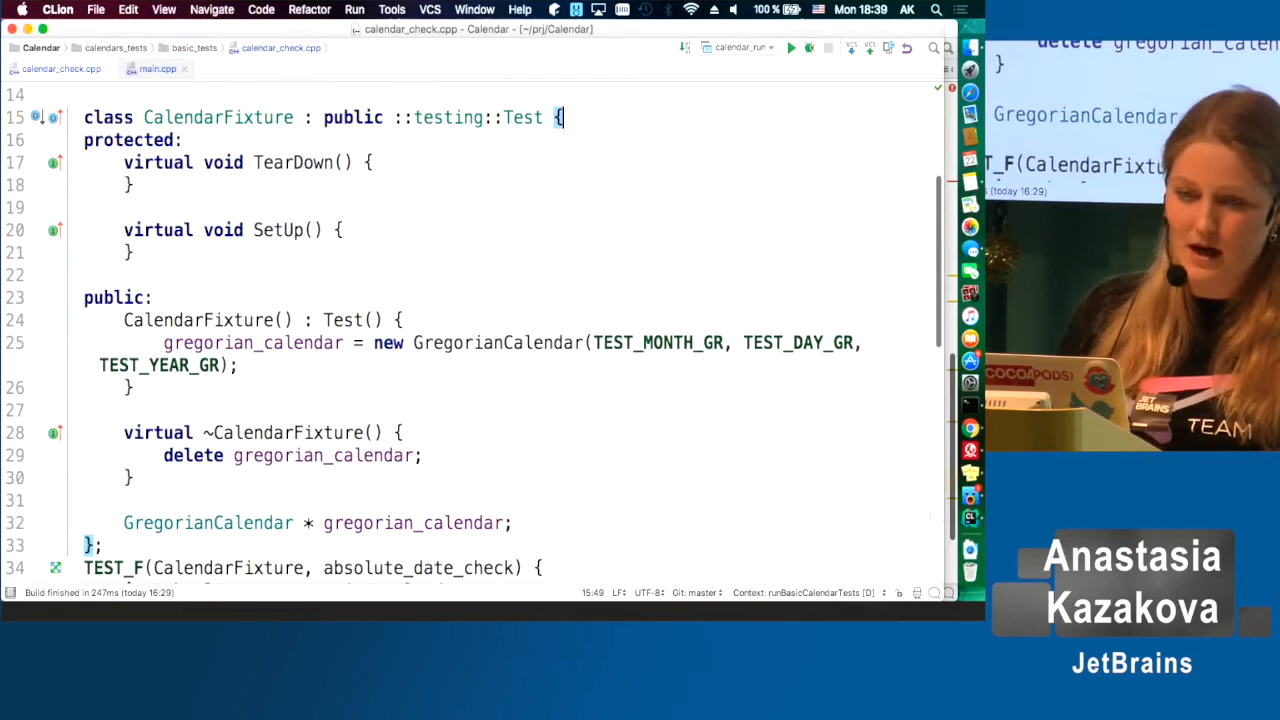 CLion File Edit View Navigate Code Refactor Run Tools VCS Window Help 100 % Mon 18:39 AK
calendar_check.cpp - Calendar - [~/prj/Calendar]
Calendar calendars_tests basic_tests calendar_check.cpp calendar_run
calendar_check.cpp main.cpp
14
15 class CalendarFixture : public ::testing::Test {
16 protected:
17 virtual void TearDown() {
18 }
19
20 virtual void SetUp() {
21 }
22
23 public:
24 CalendarFixture() : Test() {
25 gregorian_calendar = new GregorianCalendar(TEST_MONTH_GR, TEST_DAY_GR,
TEST_YEAR_GR);
26 }
27
28 virtual ~CalendarFixture() {
29 delete gregorian_calendar;
30 }
31
32 GregorianCalendar * gregorian_calendar;
33 };
34 TEST_F(CalendarFixture, absolute_date_check) {
Build finished in 247ms (today 16:29) 15:49 LF UTF-8 Git: master Context: runBasicCalendarTests [D]
delete gregorian_calen
}
GregorianCalendar
T_F(CalendarFixtu
(today 16:29)
COCOAPODS
JET
BRAINS
TEAM
Anastasia
Kazakova
JetBrains